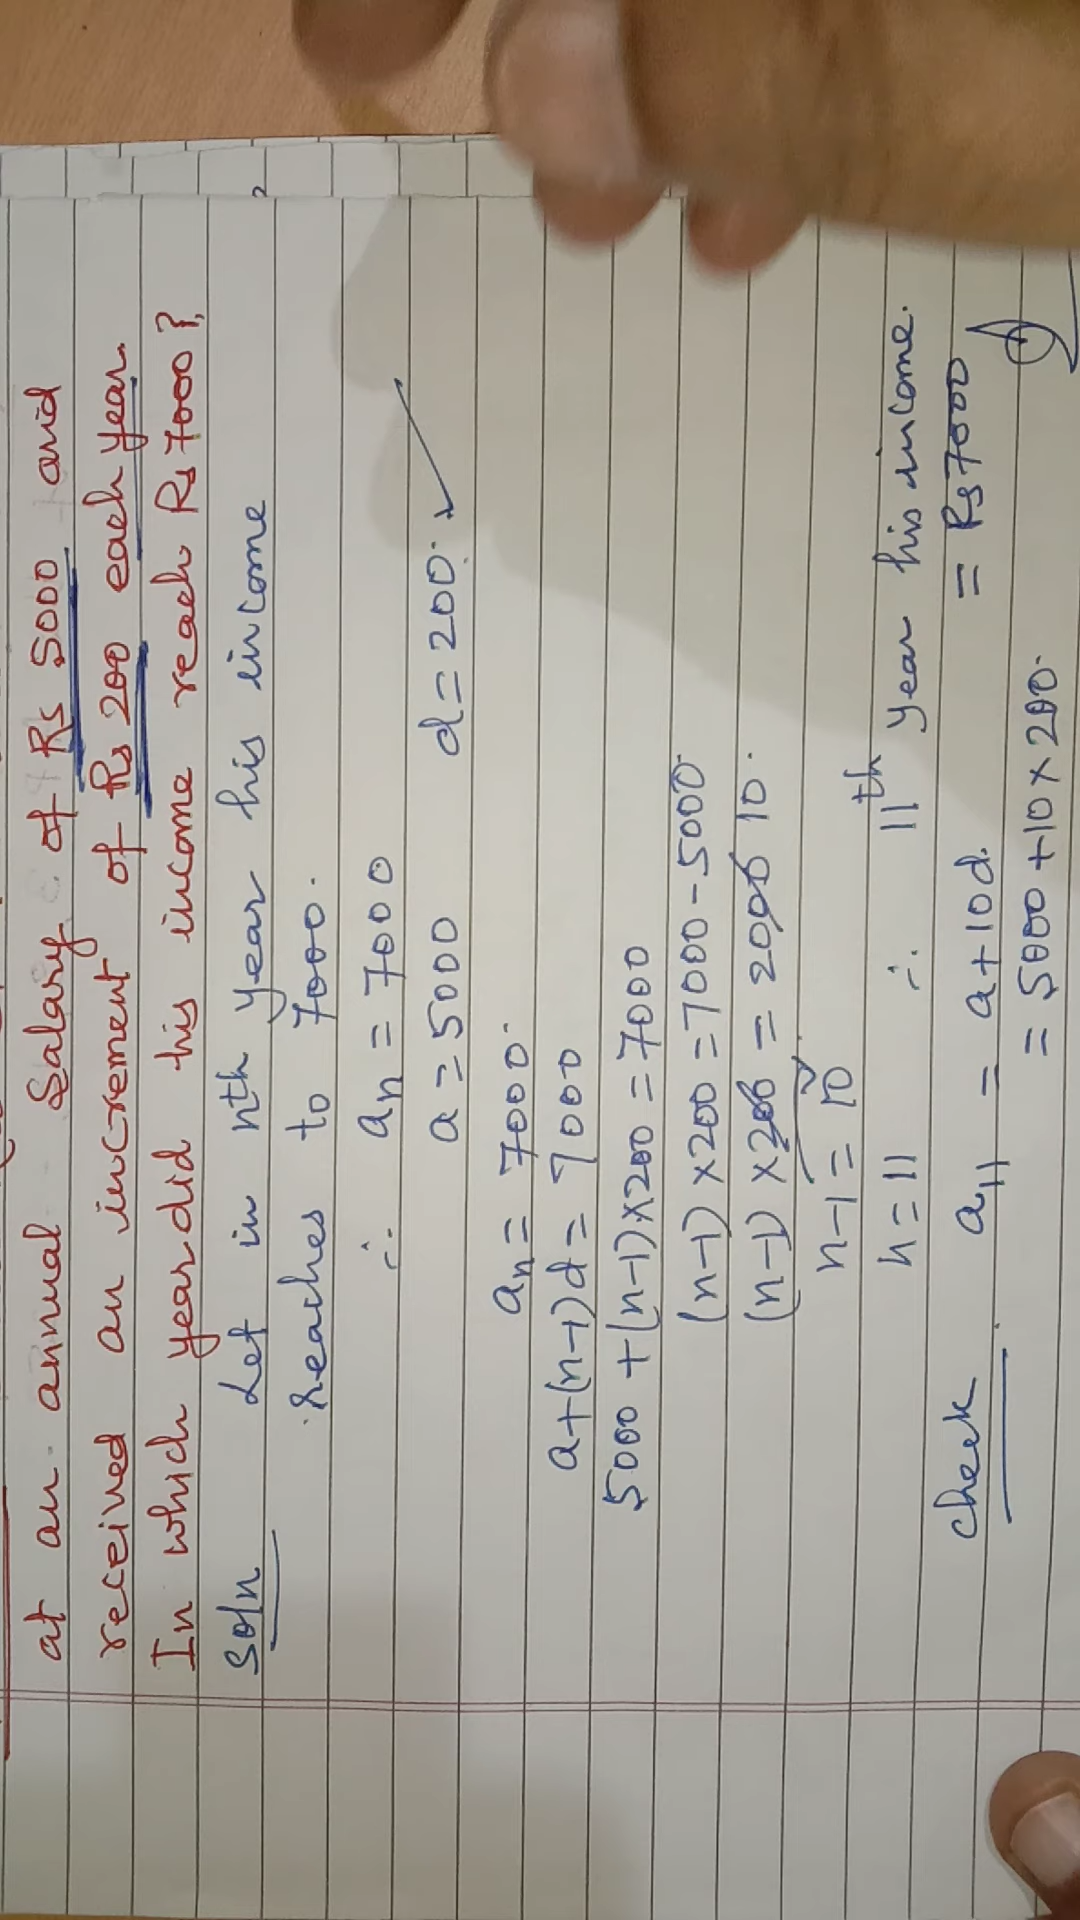 at an annual Salary of Rs 5000 and
received an increment of Rs 200 each year.
In which year did his income reach Rs 7000?
Soln Let in nth year his income
reaches to 7000.
∴ an = 7000
a = 5000 d = 200.
an = 7000.
a+(n-1)d = 7000
5000 + (n-1)×200 = 7000
(n-1)×200 = 7000-5000
(n-1)×200 = 2000 10.
n-1 = 10
n = 11 ∴ 11th year his income.
check a11 = a+10d. = Rs 7000
= 5000+10×200.